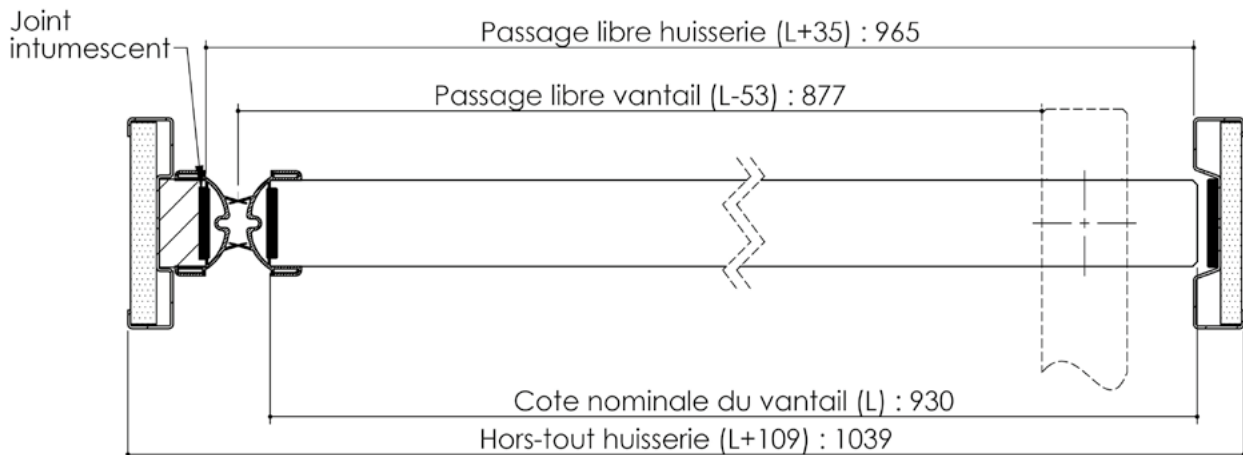 Joint
intumescent
Passage libre huisserie (L+35) : 965
Passage libre vantail (L-53) : 877
Cote nominale du vantail (L) : 930
Hors-tout huisserie (L+109) : 1039